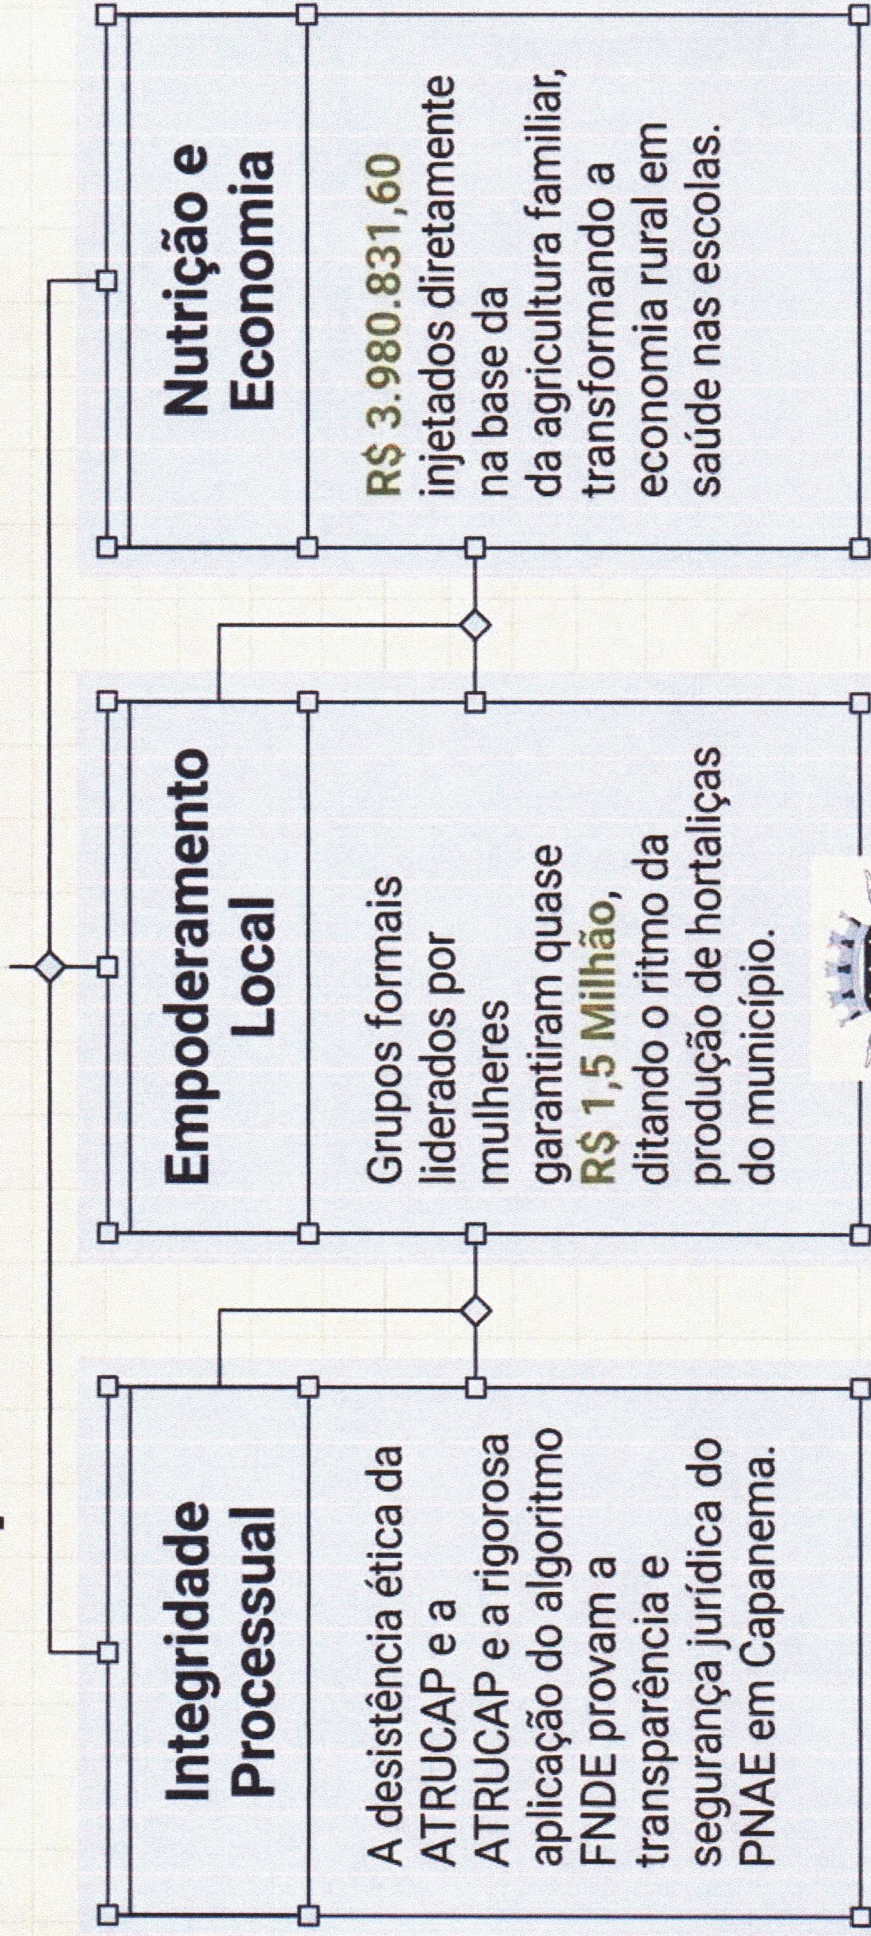 Integridade
Processual
A desistência ética da
ATRUCAP e a
ATRUCAP e a rigorosa
aplicação do algoritmo
FNDE provam a
transparência e
segurança jurídica do
PNAE em Capanema.
Empoderamento
Local
Grupos formais
liderados por
mulheres
garantiram quase
R$ 1,5 Milhão,
ditando o ritmo da
produção de hortaliças
do município.
Nutrição e
Economia
R$ 3.980.831,60
injetados diretamente
na base da
da agricultura familiar,
transformando a
economia rural em
saúde nas escolas.